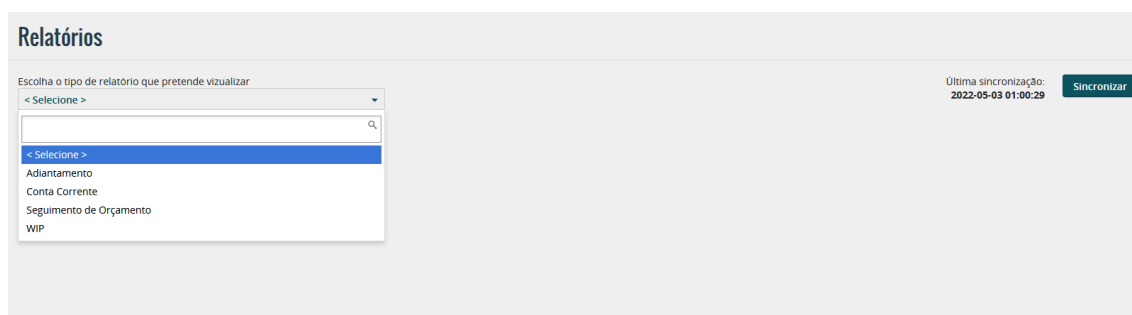 Relatórios
Escolha o tipo de relatório que pretende vizualizar
< Selecione >
Última sincronização:
2022-05-03 01:00:29
Sincronizar
< Selecione >
Adiantamento
Conta Corrente
Seguimento de Orçamento
WIP